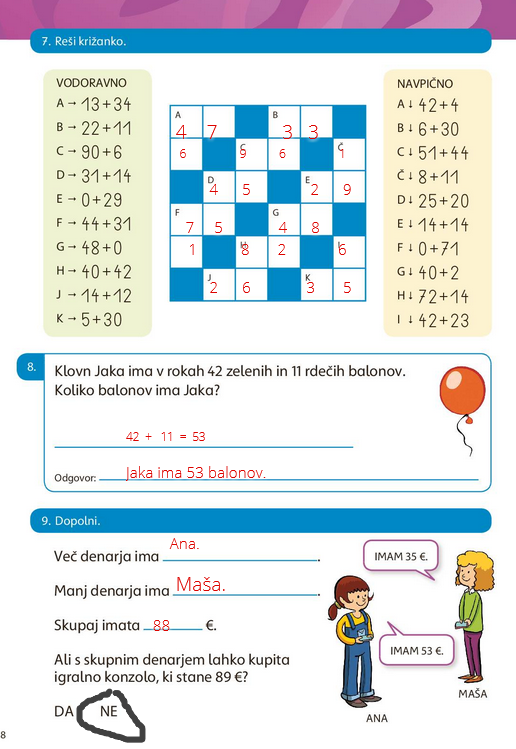 7. Reši križanko.
VODORAVNO
A → 13+34
B → 22+11
C → 90+6
D → 31+14
E → 0+29
F → 44+31
G → 48+0
H → 40+42
J → 14+12
K → 5+30
A B
4 7 3 3
C Č
6 9 6 1
D E
4 5 2 9
F G
7 5 4 8
H I
1 8 2 6
J K
2 6 3 5
NAVPIČNO
A ↓ 42+4
B ↓ 6+30
C ↓ 51+44
Č ↓ 8+11
D ↓ 25+20
E ↓ 14+14
F ↓ 0+71
G ↓ 40+2
H ↓ 72+14
I ↓ 42+23
8.
Klovn Jaka ima v rokah 42 zelenih in 11 rdečih balonov.
Koliko balonov ima Jaka?
42 + 11 = 53
Odgovor: Jaka ima 53 balonov.
9. Dopolni.
Več denarja ima Ana. .
Manj denarja ima Maša. .
Skupaj imata 88 €.
Ali s skupnim denarjem lahko kupita
igralno konzolo, ki stane 89 €?
DA NE
IMAM 35 €.
IMAM 53 €.
MAŠA
ANA
8